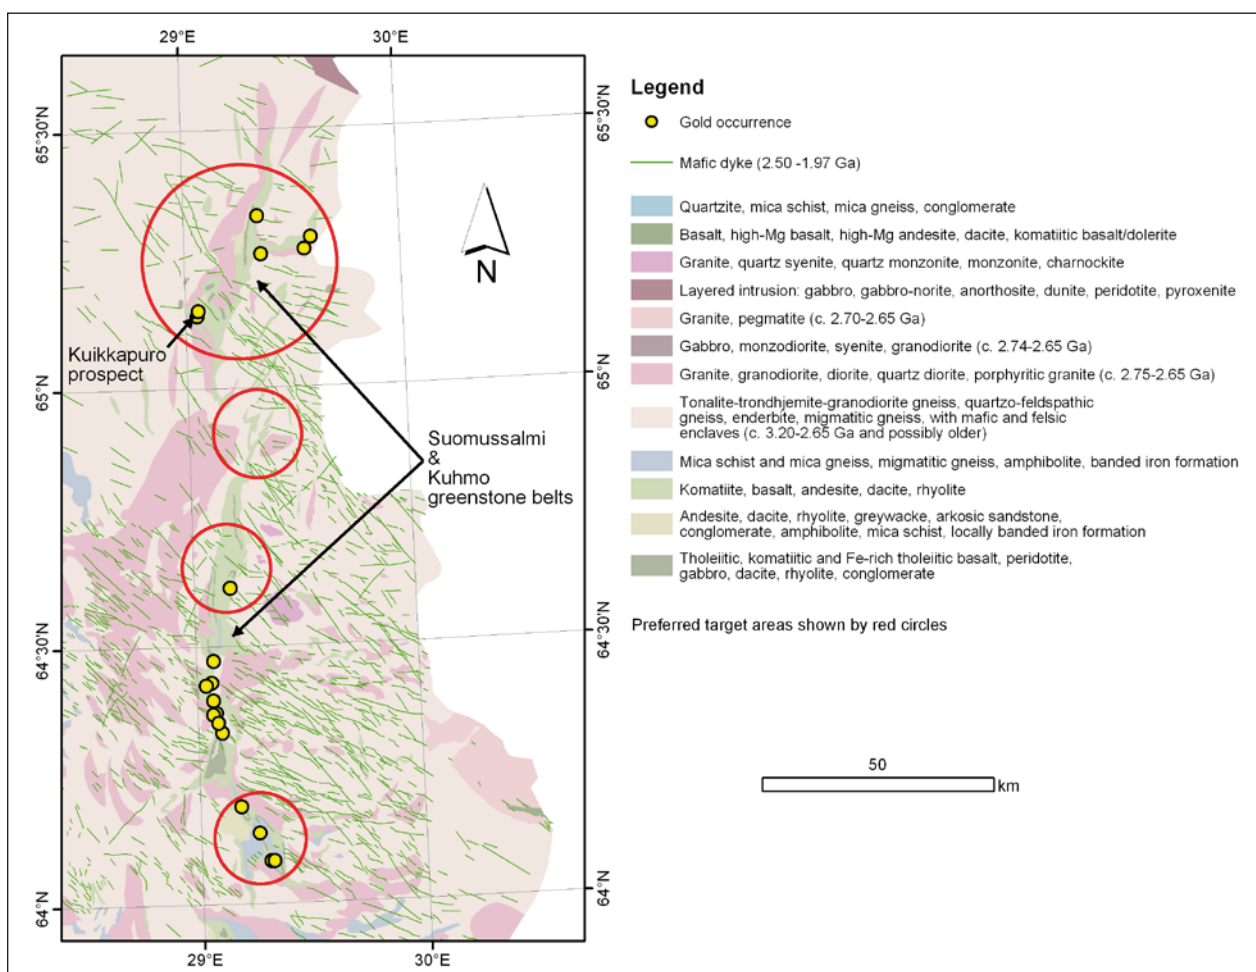 29°E
30°E
65°30'N
65°30'N
Kuikkapuro
prospect
65°N
65°N
Suomussalmi
&
Kuhmo
greenstone belts
64°30'N
64°30'N
64°N
64°N
29°E
30°E
Legend
Gold occurrence
Mafic dyke (2.50 -1.97 Ga)
N
Quartzite, mica schist, mica gneiss, conglomerate
Basalt, high-Mg basalt, high-Mg andesite, dacite, komatiitic basalt/dolerite
Granite, quartz syenite, quartz monzonite, monzonite, charnockite
Layered intrusion: gabbro, gabbro-norite, anorthosite, dunite, peridotite, pyroxenite
Granite, pegmatite (c. 2.70-2.65 Ga)
Gabbro, monzodiorite, syenite, granodiorite (c. 2.74-2.65 Ga)
Granite, granodiorite, diorite, quartz diorite, porphyritic granite (c. 2.75-2.65 Ga)
Tonalite-trondhjemite-granodiorite gneiss, quartzo-feldspathic
gneiss, enderbite, migmatitic gneiss, with mafic and felsic
enclaves (c. 3.20-2.65 Ga and possibly older)
Mica schist and mica gneiss, migmatitic gneiss, amphibolite, banded iron formation
Komatiite, basalt, andesite, dacite, rhyolite
Andesite, dacite, rhyolite, greywacke, arkosic sandstone,
conglomerate, amphibolite, mica schist, locally banded iron formation
Tholeiitic, komatiitic and Fe-rich tholeiitic basalt, peridotite,
gabbro, dacite, rhyolite, conglomerate
Preferred target areas shown by red circles
50
km